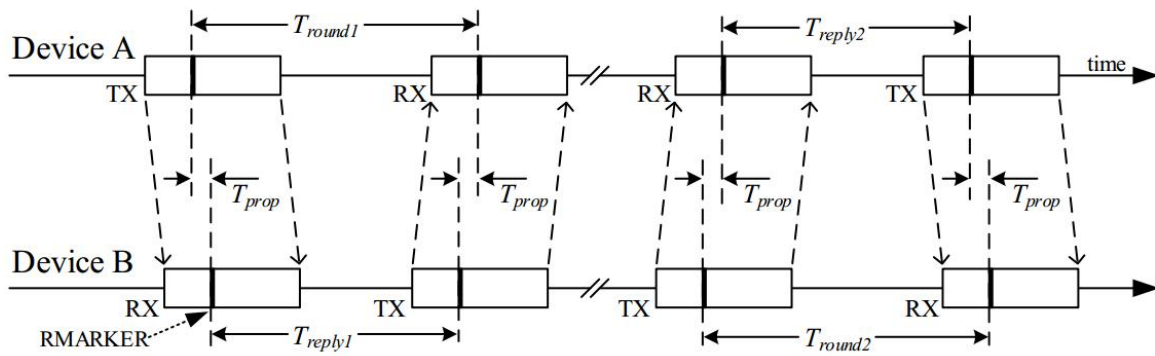 T_round1
T_reply2
Device A
time
TX
RX
RX
TX
T_prop
T_prop
T_prop
T_prop
Device B
RX
TX
TX
RX
RMARKER
T_reply1
T_round2